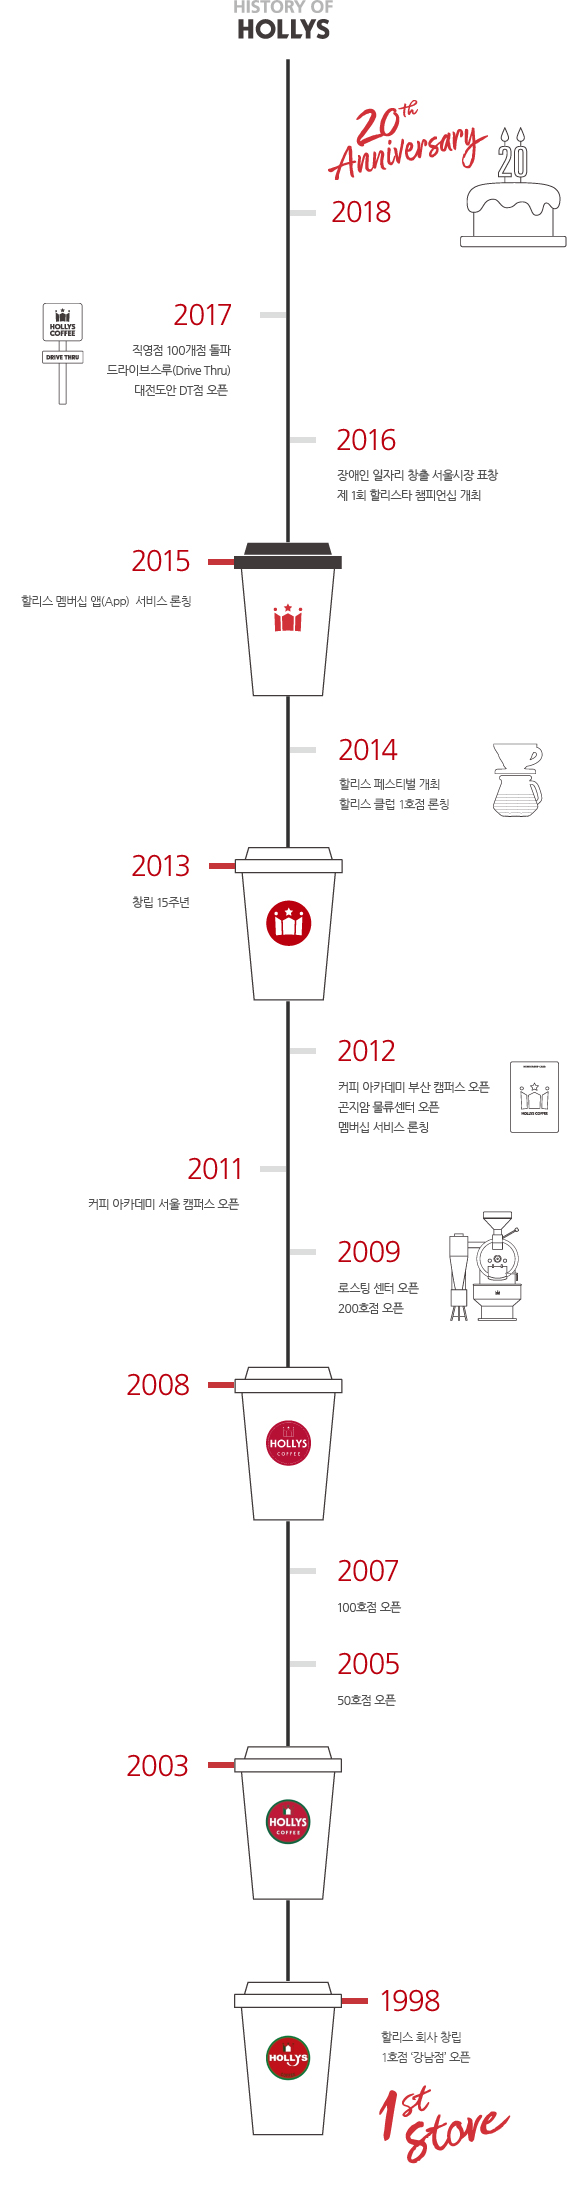 HISTORY OF
HOLLYS
20th
Anniversary
20
2018
2017
직영점 100개점 돌파
드라이브스루(Drive Thru)
대전도안 DT점 오픈
HOLLYS
COFFEE
DRIVE THRU
2016
장애인 일자리 창출 서울시장 표창
제 1회 할리스타 챔피언십 개최
2015
할리스 멤버십 앱(App) 서비스 론칭
2014
할리스 페스티벌 개최
할리스 클럽 1호점 론칭
2013
창립 15주년
2012
커피 아카데미 부산 캠퍼스 오픈
곤지암 물류센터 오픈
멤버십 서비스 론칭
HOLLYS COFFEE
2011
커피 아카데미 서울 캠퍼스 오픈
2009
로스팅 센터 오픈
200호점 오픈
2008
HOLLYS
COFFEE
2007
100호점 오픈
2005
50호점 오픈
2003
HOLLYS
COFFEE
1998
할리스 회사 창립
1호점 '강남점' 오픈
HOLLYS
1st
Store